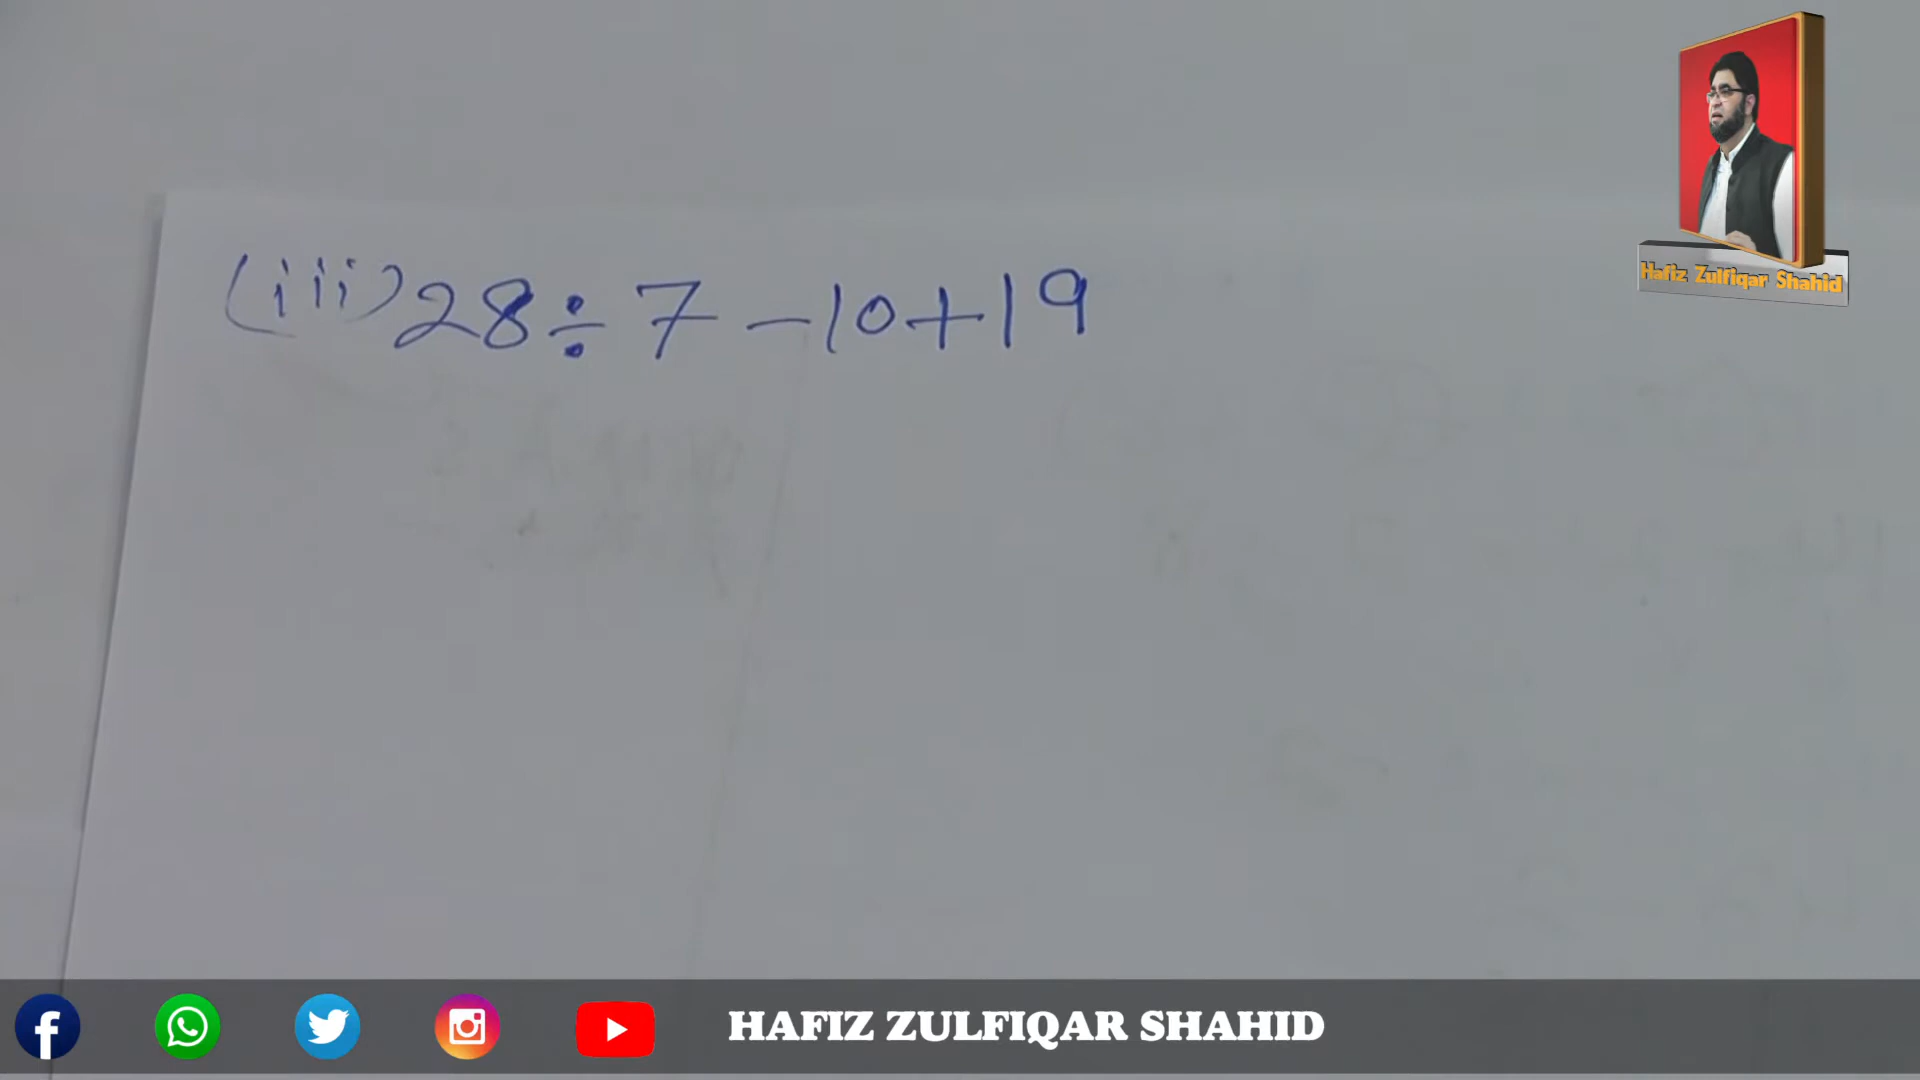 Hafiz Zulfiqar Shahid
(iii) 28 ÷ 7 - 10 + 19
HAFIZ ZULFIQAR SHAHID